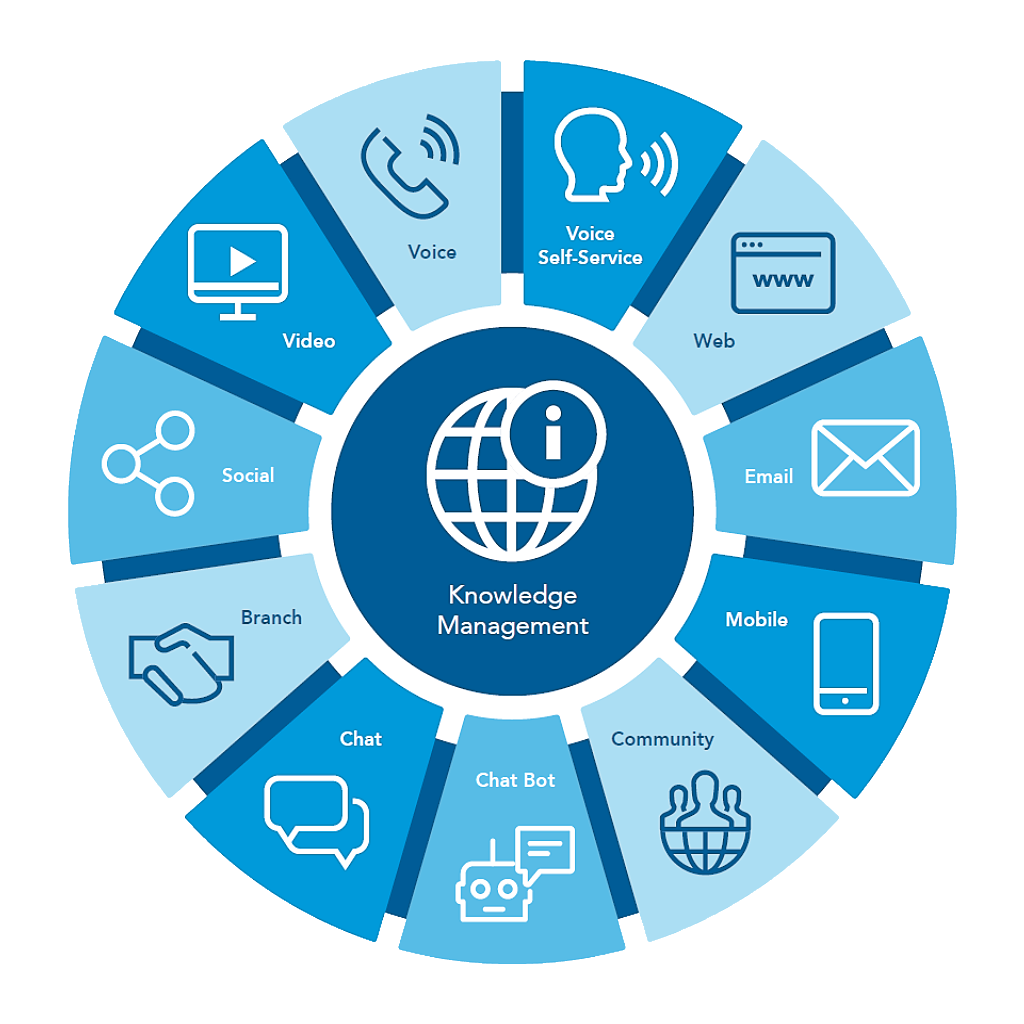 Voice
Voice
Self-Service
www
Web
Video
Social
Email
Knowledge
Management
Branch
Mobile
Chat
Community
Chat Bot
i